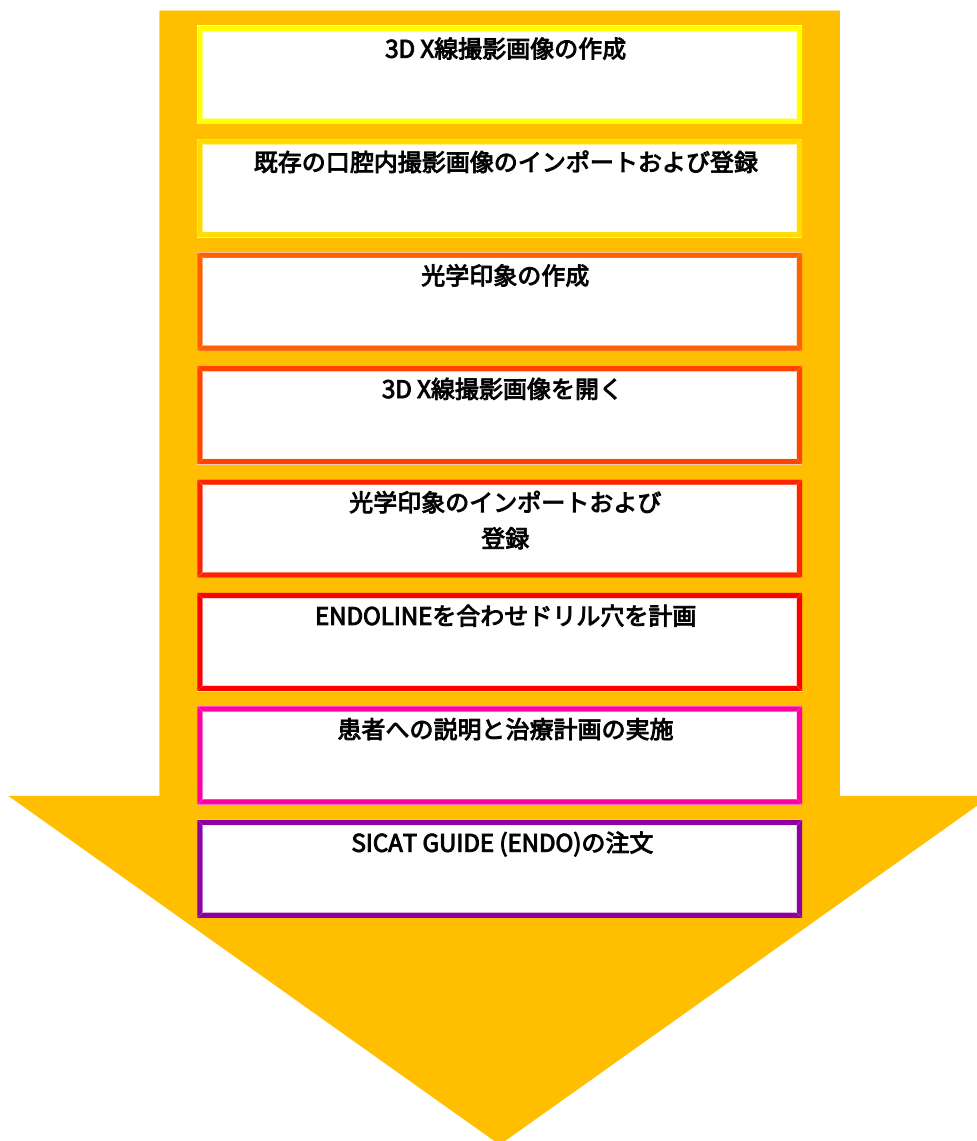 3D X線撮影画像の作成
既存の口腔内撮影画像のインポートおよび登録
光学印象の作成
3D X線撮影画像を開く
光学印象のインポートおよび
登録
ENDOLINEを合わせドリル穴を計画
患者への説明と治療計画の実施
SICAT GUIDE (ENDO)の注文